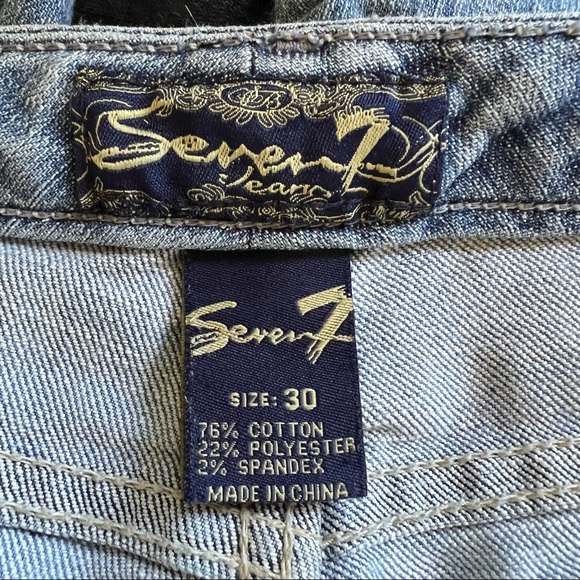 Seven7
Jeans
Seven7
SIZE: 30
76% COTTON
22% POLYESTER
2% SPANDEX
MADE IN CHINA